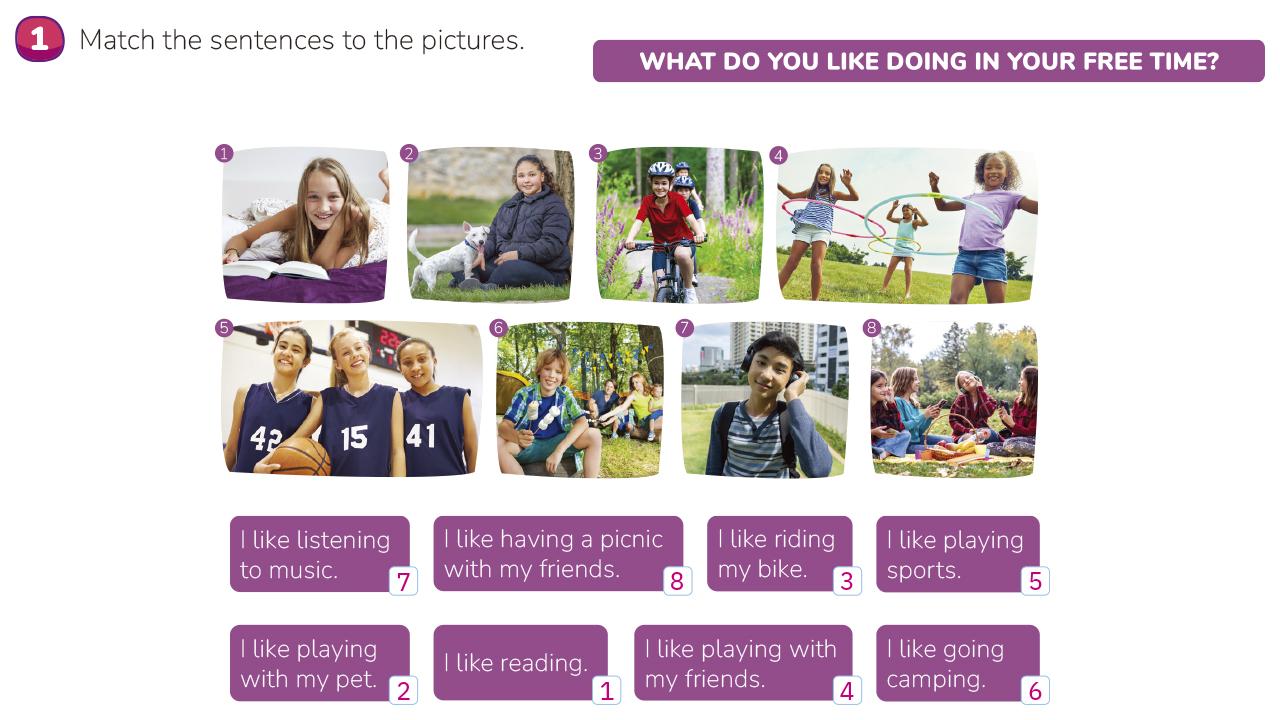 1 Match the sentences to the pictures.
WHAT DO YOU LIKE DOING IN YOUR FREE TIME?
1
2
3
4
5
6
7
8
42
15
41
22
I like listening
to music.
7
I like having a picnic
with my friends.
8
I like riding
my bike.
3
I like playing
sports.
5
I like playing
with my pet.
2
I like reading.
1
I like playing with
my friends.
4
I like going
camping.
6